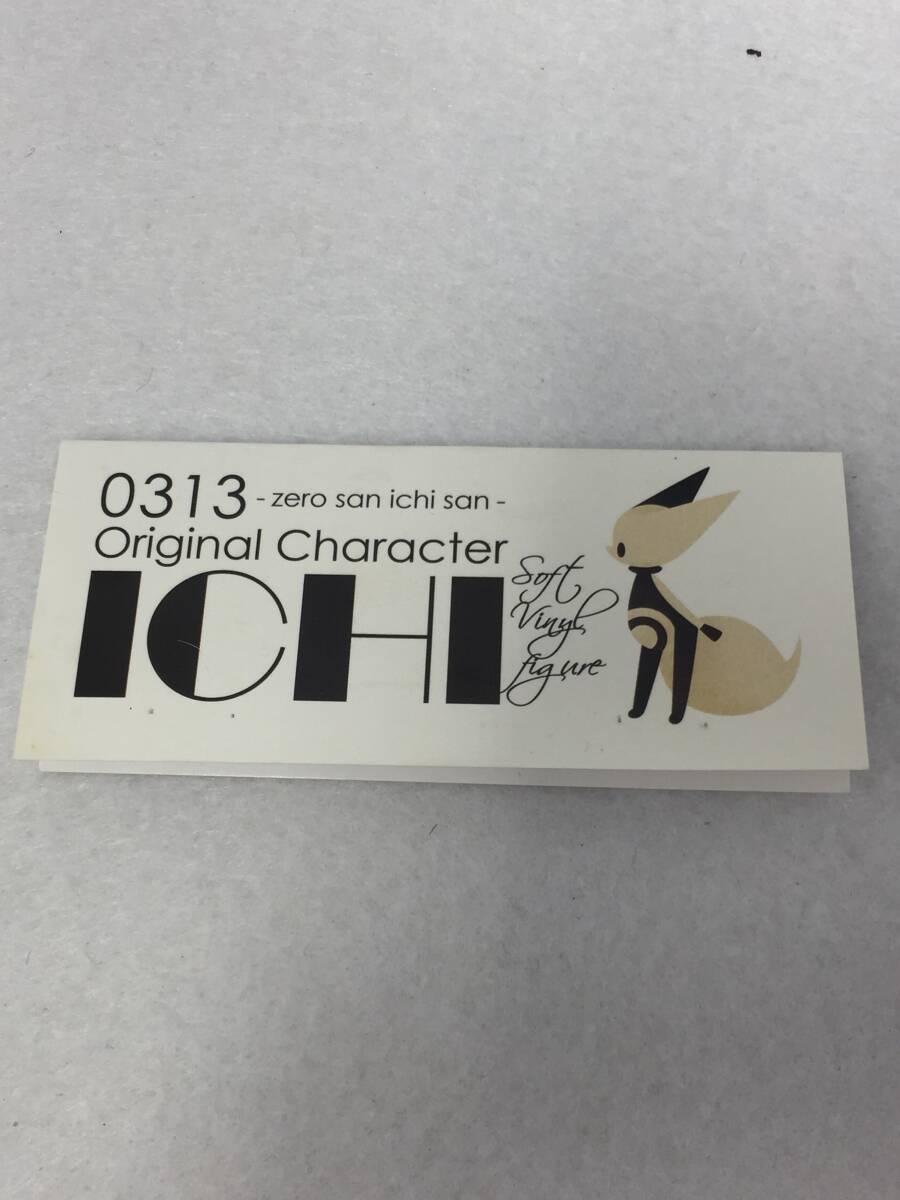 0313 - zero san ichi san -
Original Character
ICHI
Soft
Vinyl
figure